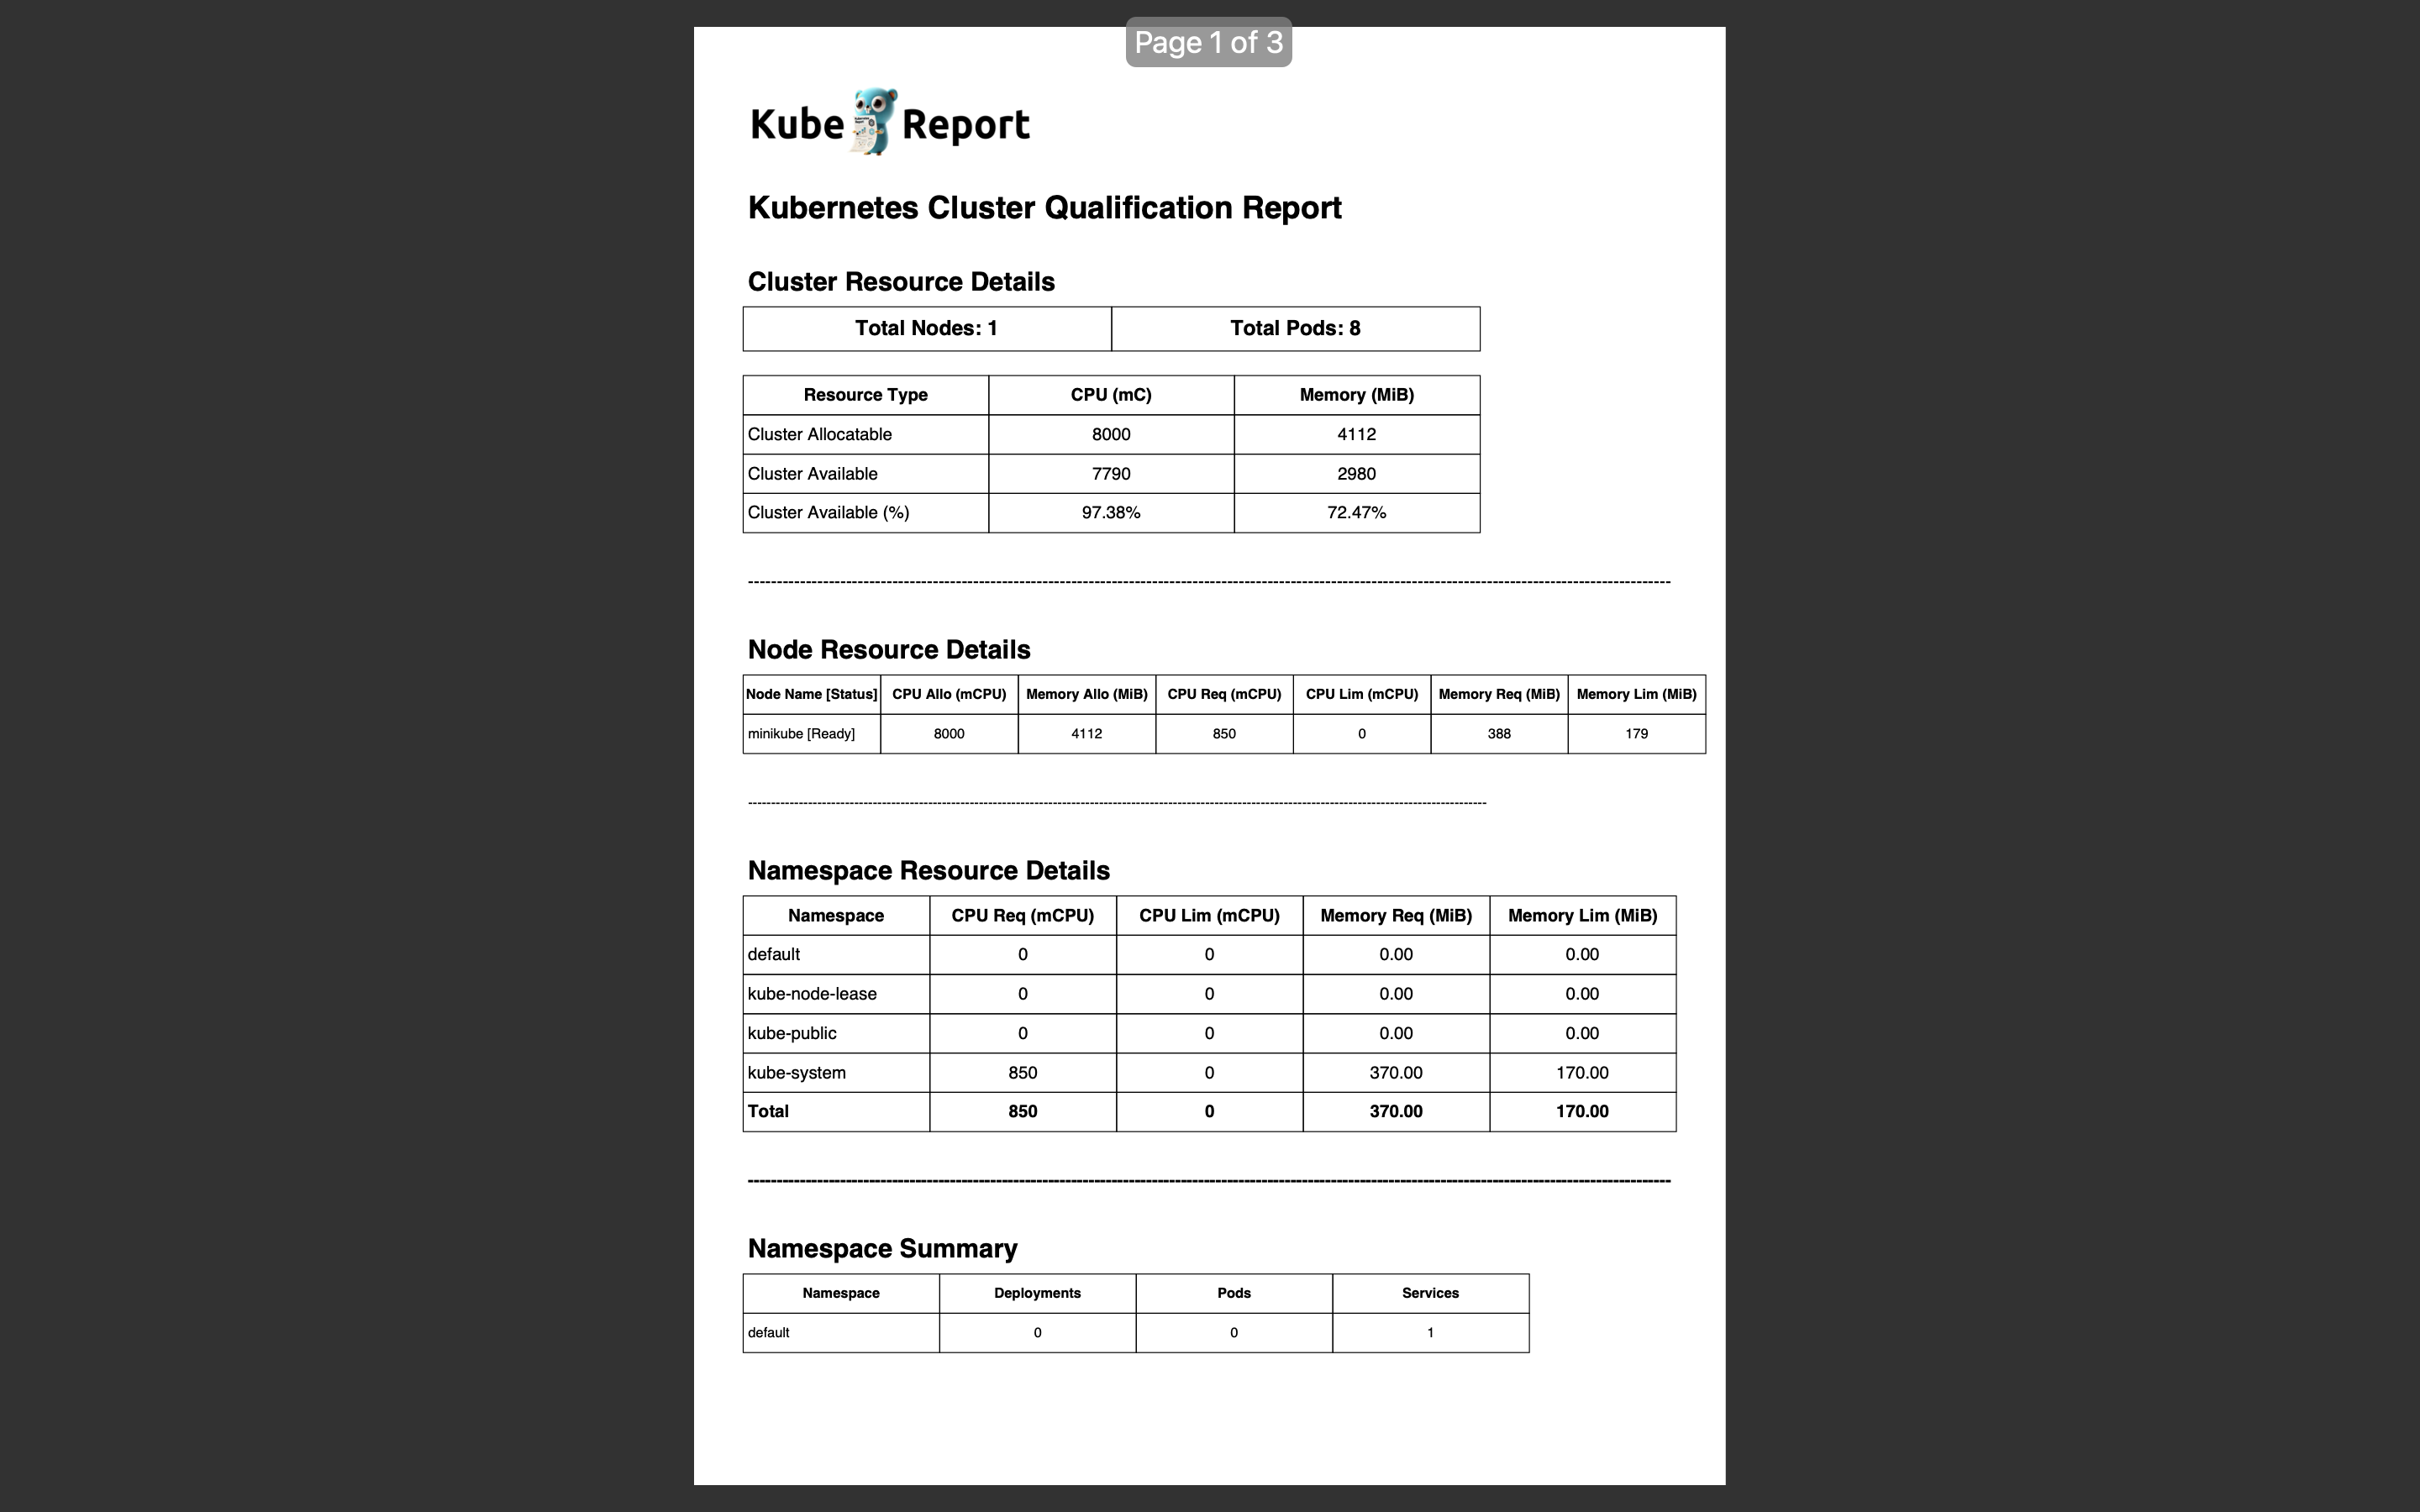 Page 1 of 3
Kube Report
Kubernetes Cluster Qualification Report
Cluster Resource Details
Total Nodes: 1 Total Pods: 8
Resource Type CPU (mC) Memory (MiB)
Cluster Allocatable 8000 4112
Cluster Available 7790 2980
Cluster Available (%) 97.38% 72.47%
Node Resource Details
Node Name [Status] CPU Allo (mCPU) Memory Allo (MiB) CPU Req (mCPU) CPU Lim (mCPU) Memory Req (MiB) Memory Lim (MiB)
minikube [Ready] 8000 4112 850 0 388 179
Namespace Resource Details
Namespace CPU Req (mCPU) CPU Lim (mCPU) Memory Req (MiB) Memory Lim (MiB)
default 0 0 0.00 0.00
kube-node-lease 0 0 0.00 0.00
kube-public 0 0 0.00 0.00
kube-system 850 0 370.00 170.00
Total 850 0 370.00 170.00
Namespace Summary
Namespace Deployments Pods Services
default 0 0 1